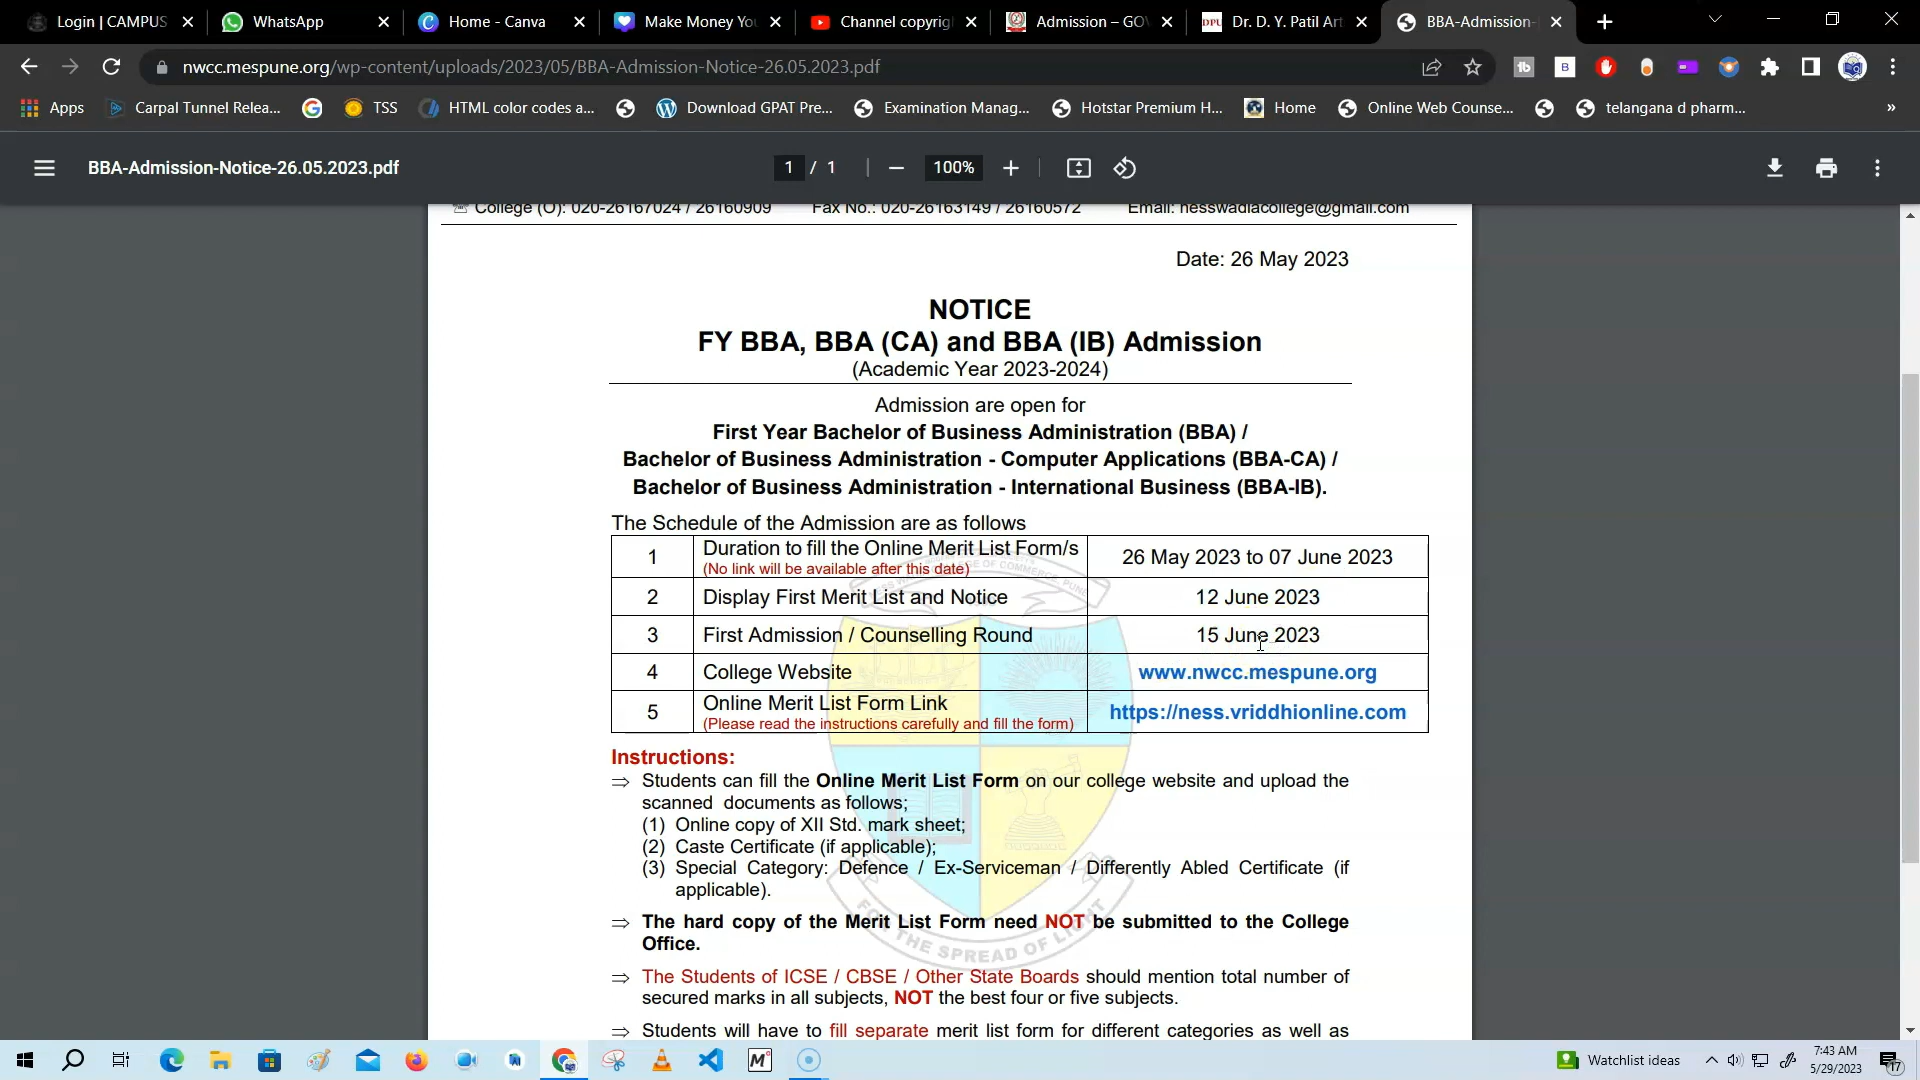 Login | CAMPUS
WhatsApp
Home - Canva
Make Money Yo
Channel copyrig
Admission – GO
DPU
Dr. D. Y. Patil Art
BBA-Admission-
nwcc.mespune.org/wp-content/uploads/2023/05/BBA-Admission-Notice-26.05.2023.pdf
Apps
Carpal Tunnel Relea...
TSS
HTML color codes a...
Download GPAT Pre...
Examination Manag...
Hotstar Premium H...
Home
Online Web Counse...
telangana d pharm...
»
BBA-Admission-Notice-26.05.2023.pdf
1 / 1
100%
College (O): 020-26167024 / 26160909 Fax No.: 020-26163149 / 26160572 Email: nesswadiacollege@gmail.com
Date: 26 May 2023
NOTICE
FY BBA, BBA (CA) and BBA (IB) Admission
(Academic Year 2023-2024)
Admission are open for
First Year Bachelor of Business Administration (BBA) /
Bachelor of Business Administration - Computer Applications (BBA-CA) /
Bachelor of Business Administration - International Business (BBA-IB).
The Schedule of the Admission are as follows
1 Duration to fill the Online Merit List Form/s 26 May 2023 to 07 June 2023
(No link will be available after this date)
2 Display First Merit List and Notice 12 June 2023
3 First Admission / Counselling Round 15 June 2023
4 College Website www.nwcc.mespune.org
5 Online Merit List Form Link https://ness.vriddhionline.com
(Please read the instructions carefully and fill the form)
Instructions:
⇒ Students can fill the Online Merit List Form on our college website and upload the
scanned documents as follows;
(1) Online copy of XII Std. mark sheet;
(2) Caste Certificate (if applicable);
(3) Special Category: Defence / Ex-Serviceman / Differently Abled Certificate (if
applicable).
⇒ The hard copy of the Merit List Form need NOT be submitted to the College
Office.
⇒ The Students of ICSE / CBSE / Other State Boards should mention total number of
secured marks in all subjects, NOT the best four or five subjects.
⇒ Students will have to fill separate merit list form for different categories as well as
FOR THE SPREAD OF LIGHT
Watchlist ideas
7:43 AM
5/29/2023
17